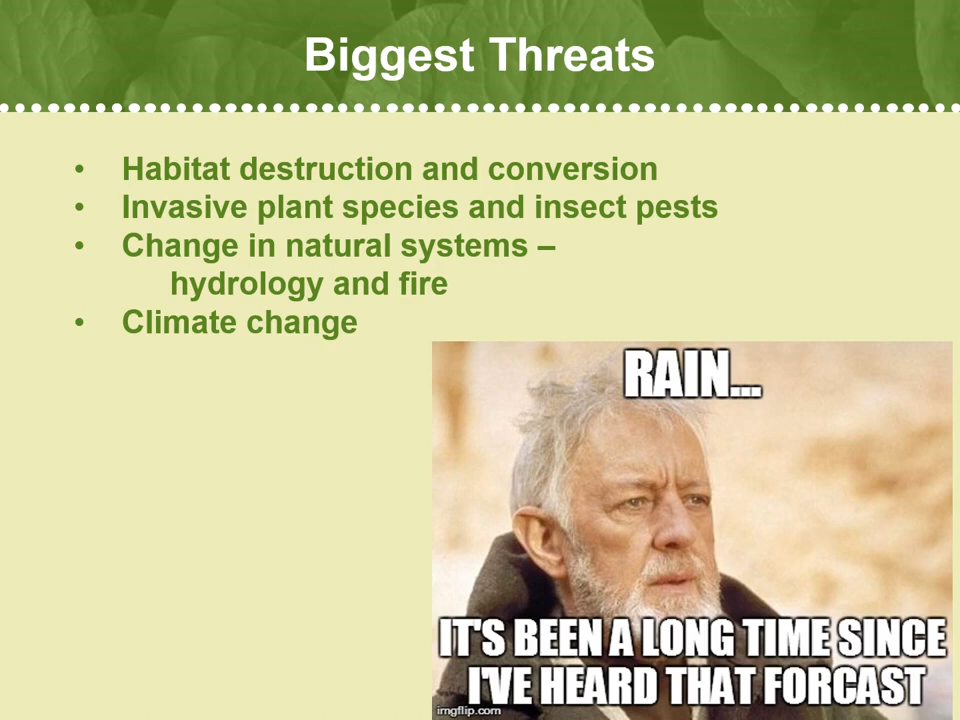 Biggest Threats
• Habitat destruction and conversion
• Invasive plant species and insect pests
• Change in natural systems –
hydrology and fire
• Climate change
RAIN...
IT'S BEEN A LONG TIME SINCE
I'VE HEARD THAT FORCAST
imgflip.com